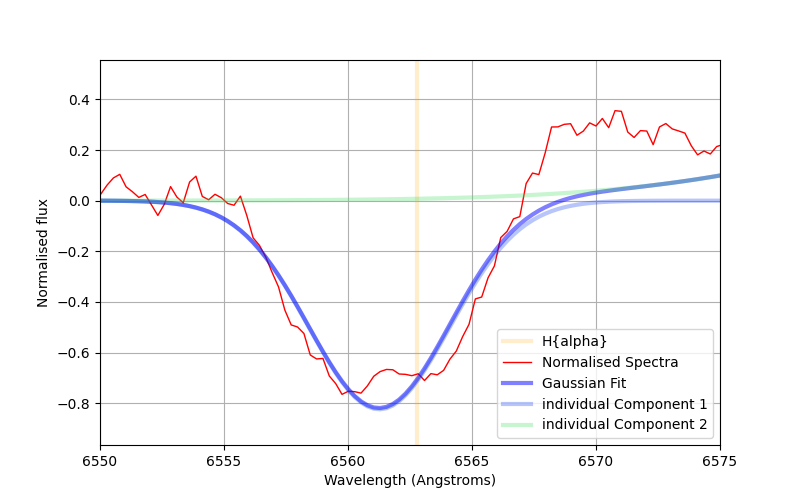 0.4
0.2
0.0
−0.2
−0.4
−0.6
−0.8
Normalised flux
H{alpha}
Normalised Spectra
Gaussian Fit
individual Component 1
individual Component 2
6550 6555 6560 6565 6570 6575
Wavelength (Angstroms)